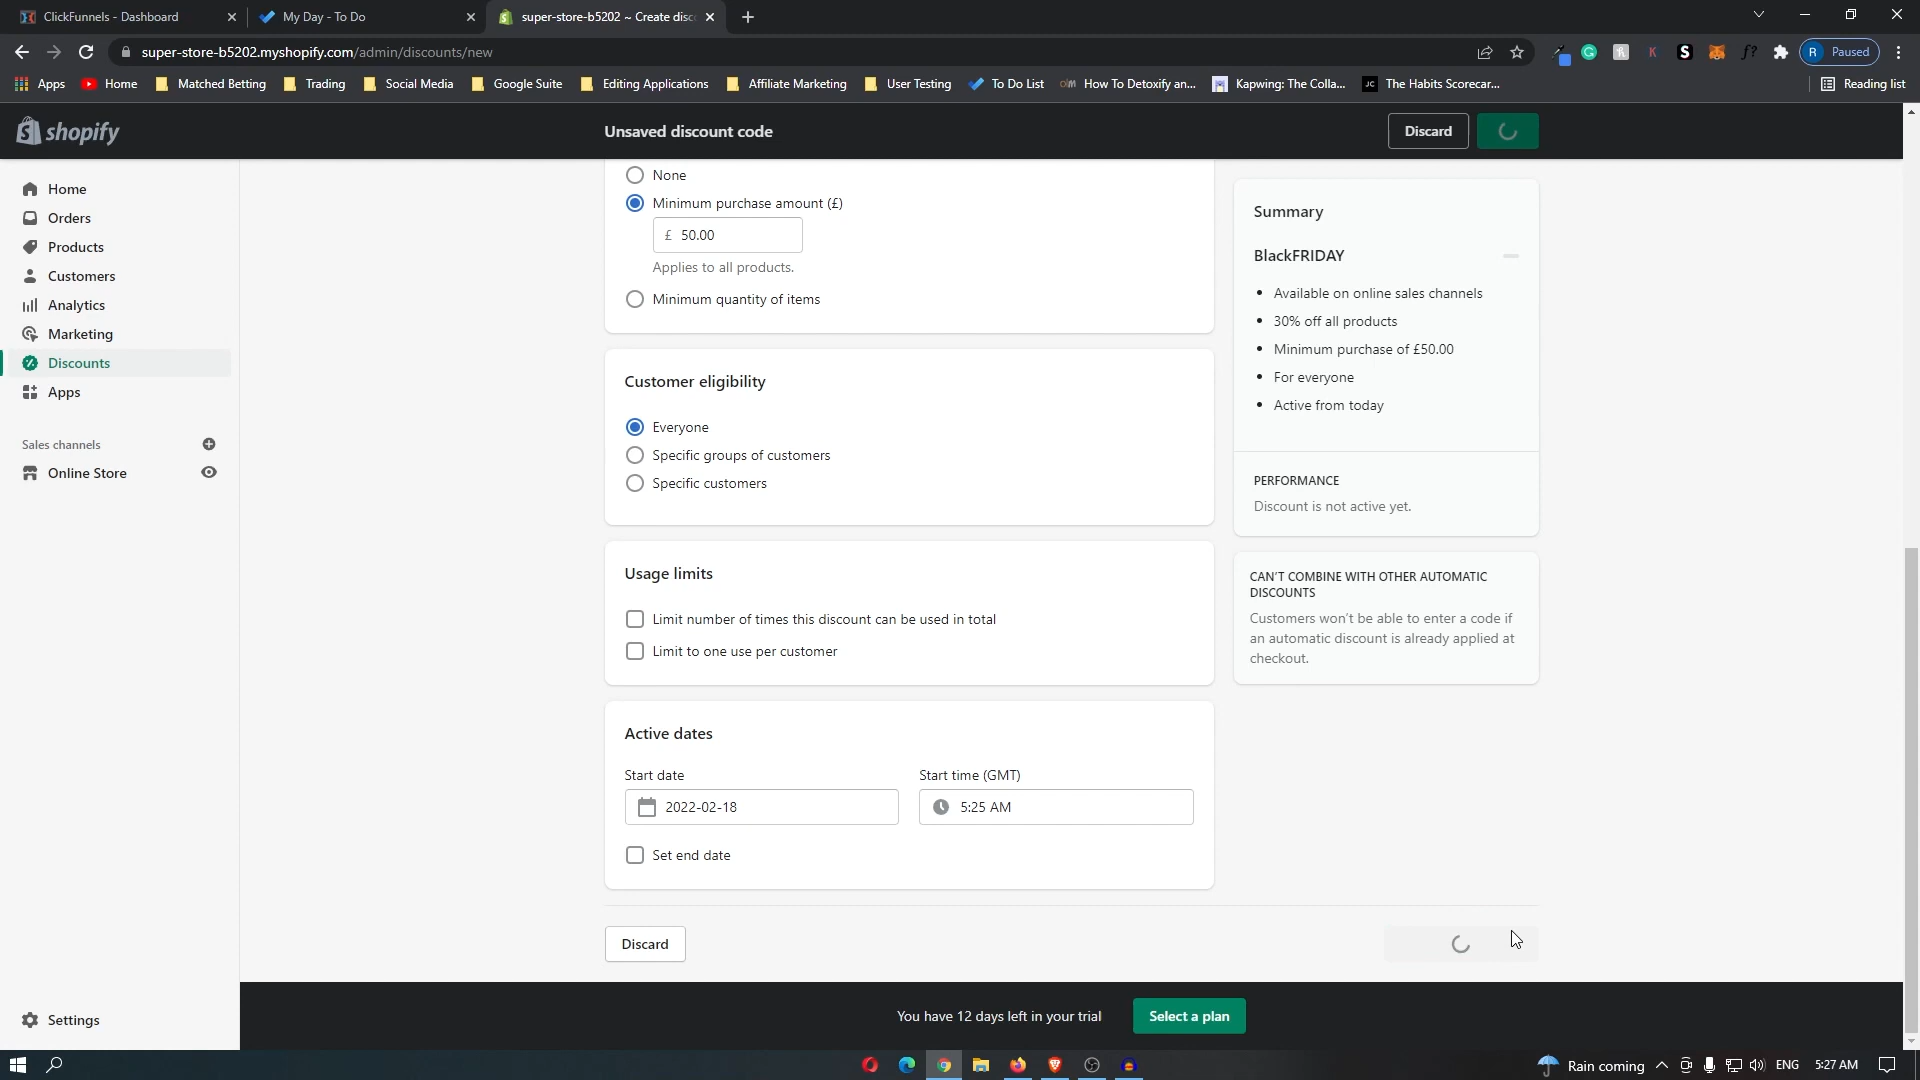 ClickFunnels - Dashboard
My Day - To Do
super-store-b5202 ~ Create disc
super-store-b5202.myshopify.com/admin/discounts/new
R Paused
Apps
Home
Matched Betting
Trading
Social Media
Google Suite
Editing Applications
Affiliate Marketing
User Testing
To Do List
How To Detoxify an...
Kapwing: The Colla...
The Habits Scorecar...
Reading list
shopify
Unsaved discount code
Discard
Home
Orders
Products
Customers
Analytics
Marketing
Discounts
Apps
Sales channels
Online Store
Settings
None
Minimum purchase amount (£)
£ 50.00
Applies to all products.
Minimum quantity of items
Customer eligibility
Everyone
Specific groups of customers
Specific customers
Usage limits
Limit number of times this discount can be used in total
Limit to one use per customer
Active dates
Start date
Start time (GMT)
2022-02-18
5:25 AM
Set end date
Discard
Summary
BlackFRIDAY
• Available on online sales channels
• 30% off all products
• Minimum purchase of £50.00
• For everyone
• Active from today
PERFORMANCE
Discount is not active yet.
CAN'T COMBINE WITH OTHER AUTOMATIC
DISCOUNTS
Customers won't be able to enter a code if
an automatic discount is already applied at
checkout.
You have 12 days left in your trial
Select a plan
Rain coming
ENG
5:27 AM